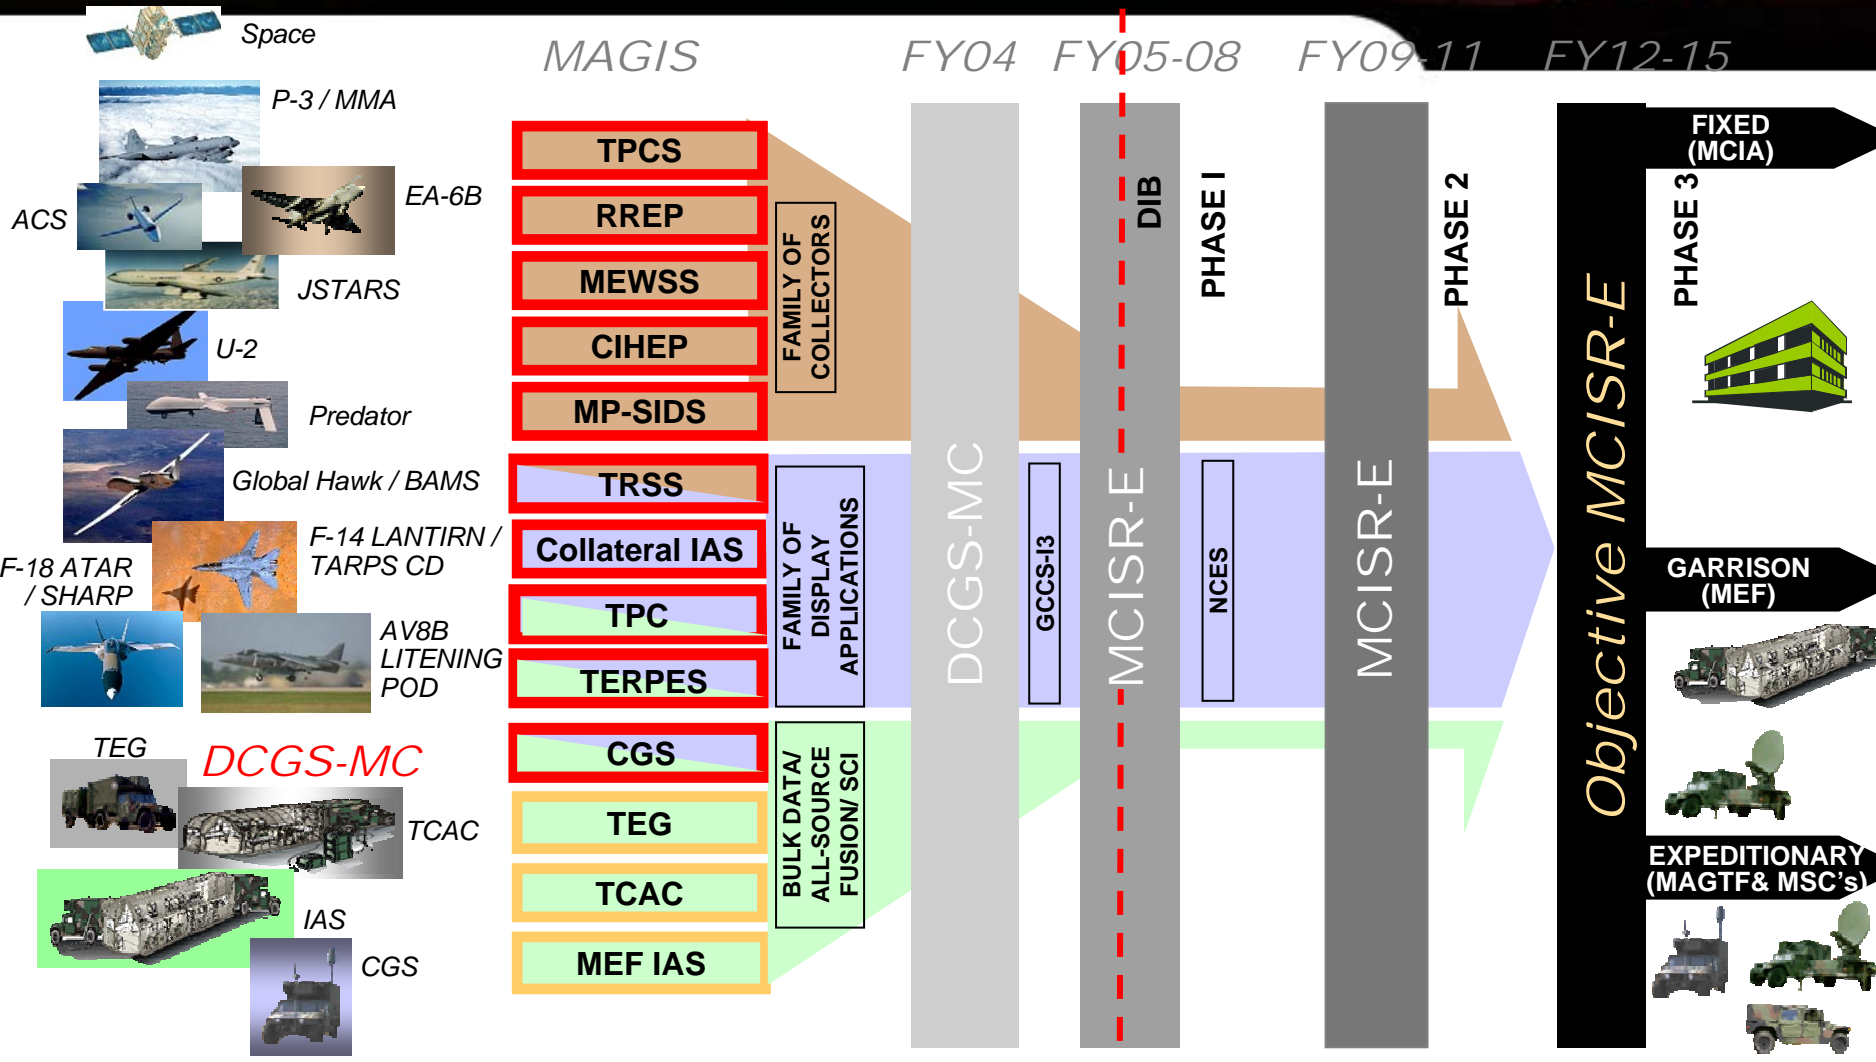 Space
P-3 / MMA
EA-6B
ACS
JSTARS
U-2
Predator
Global Hawk / BAMS
F-14 LANTIRN /
TARPS CD
F-18 ATAR
/ SHARP
AV8B
LITENING
POD
TEG
DCGS-MC
TCAC
IAS
CGS
MAGIS
TPCS
RREP
MEWSS
CIHEP
MP-SIDS
TRSS
Collateral IAS
TPC
TERPES
CGS
TEG
TCAC
MEF IAS
FAMILY OF
COLLECTORS
FAMILY OF
DISPLAY
APPLICATIONS
BULK DATA/
ALL-SOURCE
FUSION/ SCI
FY04
DCGS-MC
GCCS-I3
FY05-08
DIB
MCISR-E
PHASE I
NCES
FY09-11
MCISR-E
PHASE 2
FY12-15
Objective MCISR-E
PHASE 3
FIXED
(MCIA)
GARRISON
(MEF)
EXPEDITIONARY
(MAGTF& MSC's)